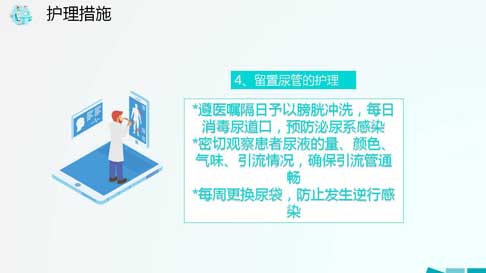 护理措施
4、留置尿管的护理
*遵医嘱隔日予以膀胱冲洗，每日
消毒尿道口，预防泌尿系感染
*密切观察患者尿液的量、颜色、
气味、引流情况，确保引流管通
畅
*每周更换尿袋，防止发生逆行感
染